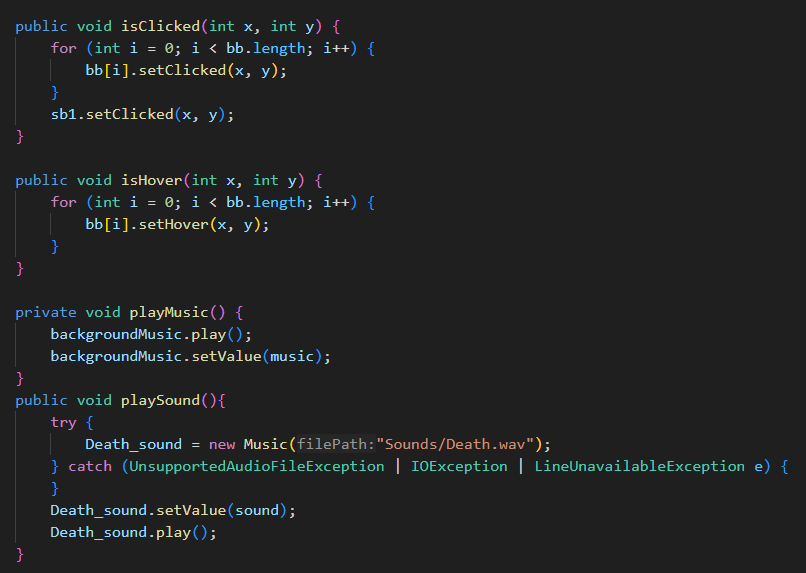 public void isClicked(int x, int y) {
    for (int i = 0; i < bb.length; i++) {
        bb[i].setClicked(x, y);
    }
    sb1.setClicked(x, y);
}

public void isHover(int x, int y) {
    for (int i = 0; i < bb.length; i++) {
        bb[i].setHover(x, y);
    }
}

private void playMusic() {
    backgroundMusic.play();
    backgroundMusic.setValue(music);
}
public void playSound(){
    try {
        Death_sound = new Music(filePath:"Sounds/Death.wav");
    } catch (UnsupportedAudioFileException | IOException | LineUnavailableException e) {
    }
    Death_sound.setValue(sound);
    Death_sound.play();
}